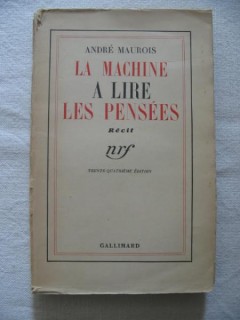 ANDRÉ MAUROIS
LA MACHINE
A LIRE
LES PENSÉES
Récit
nrf
GALLIMARD